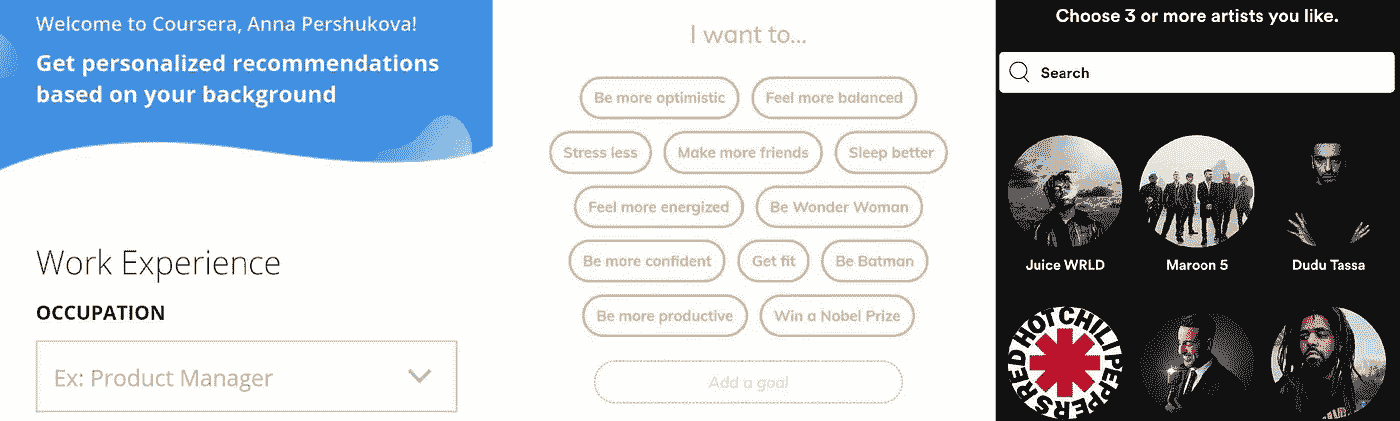 Welcome to Coursera, Anna Pershukova!
Get personalized recommendations
based on your background
Work Experience
OCCUPATION
Ex: Product Manager
I want to...
Be more optimistic
Feel more balanced
Stress less
Make more friends
Sleep better
Feel more energized
Be Wonder Woman
Be more confident
Get fit
Be Batman
Be more productive
Win a Nobel Prize
Add a goal
Choose 3 or more artists you like.
Search
Juice WRLD
Maroon 5
Dudu Tassa
RED HOT CHILI PEPPERS